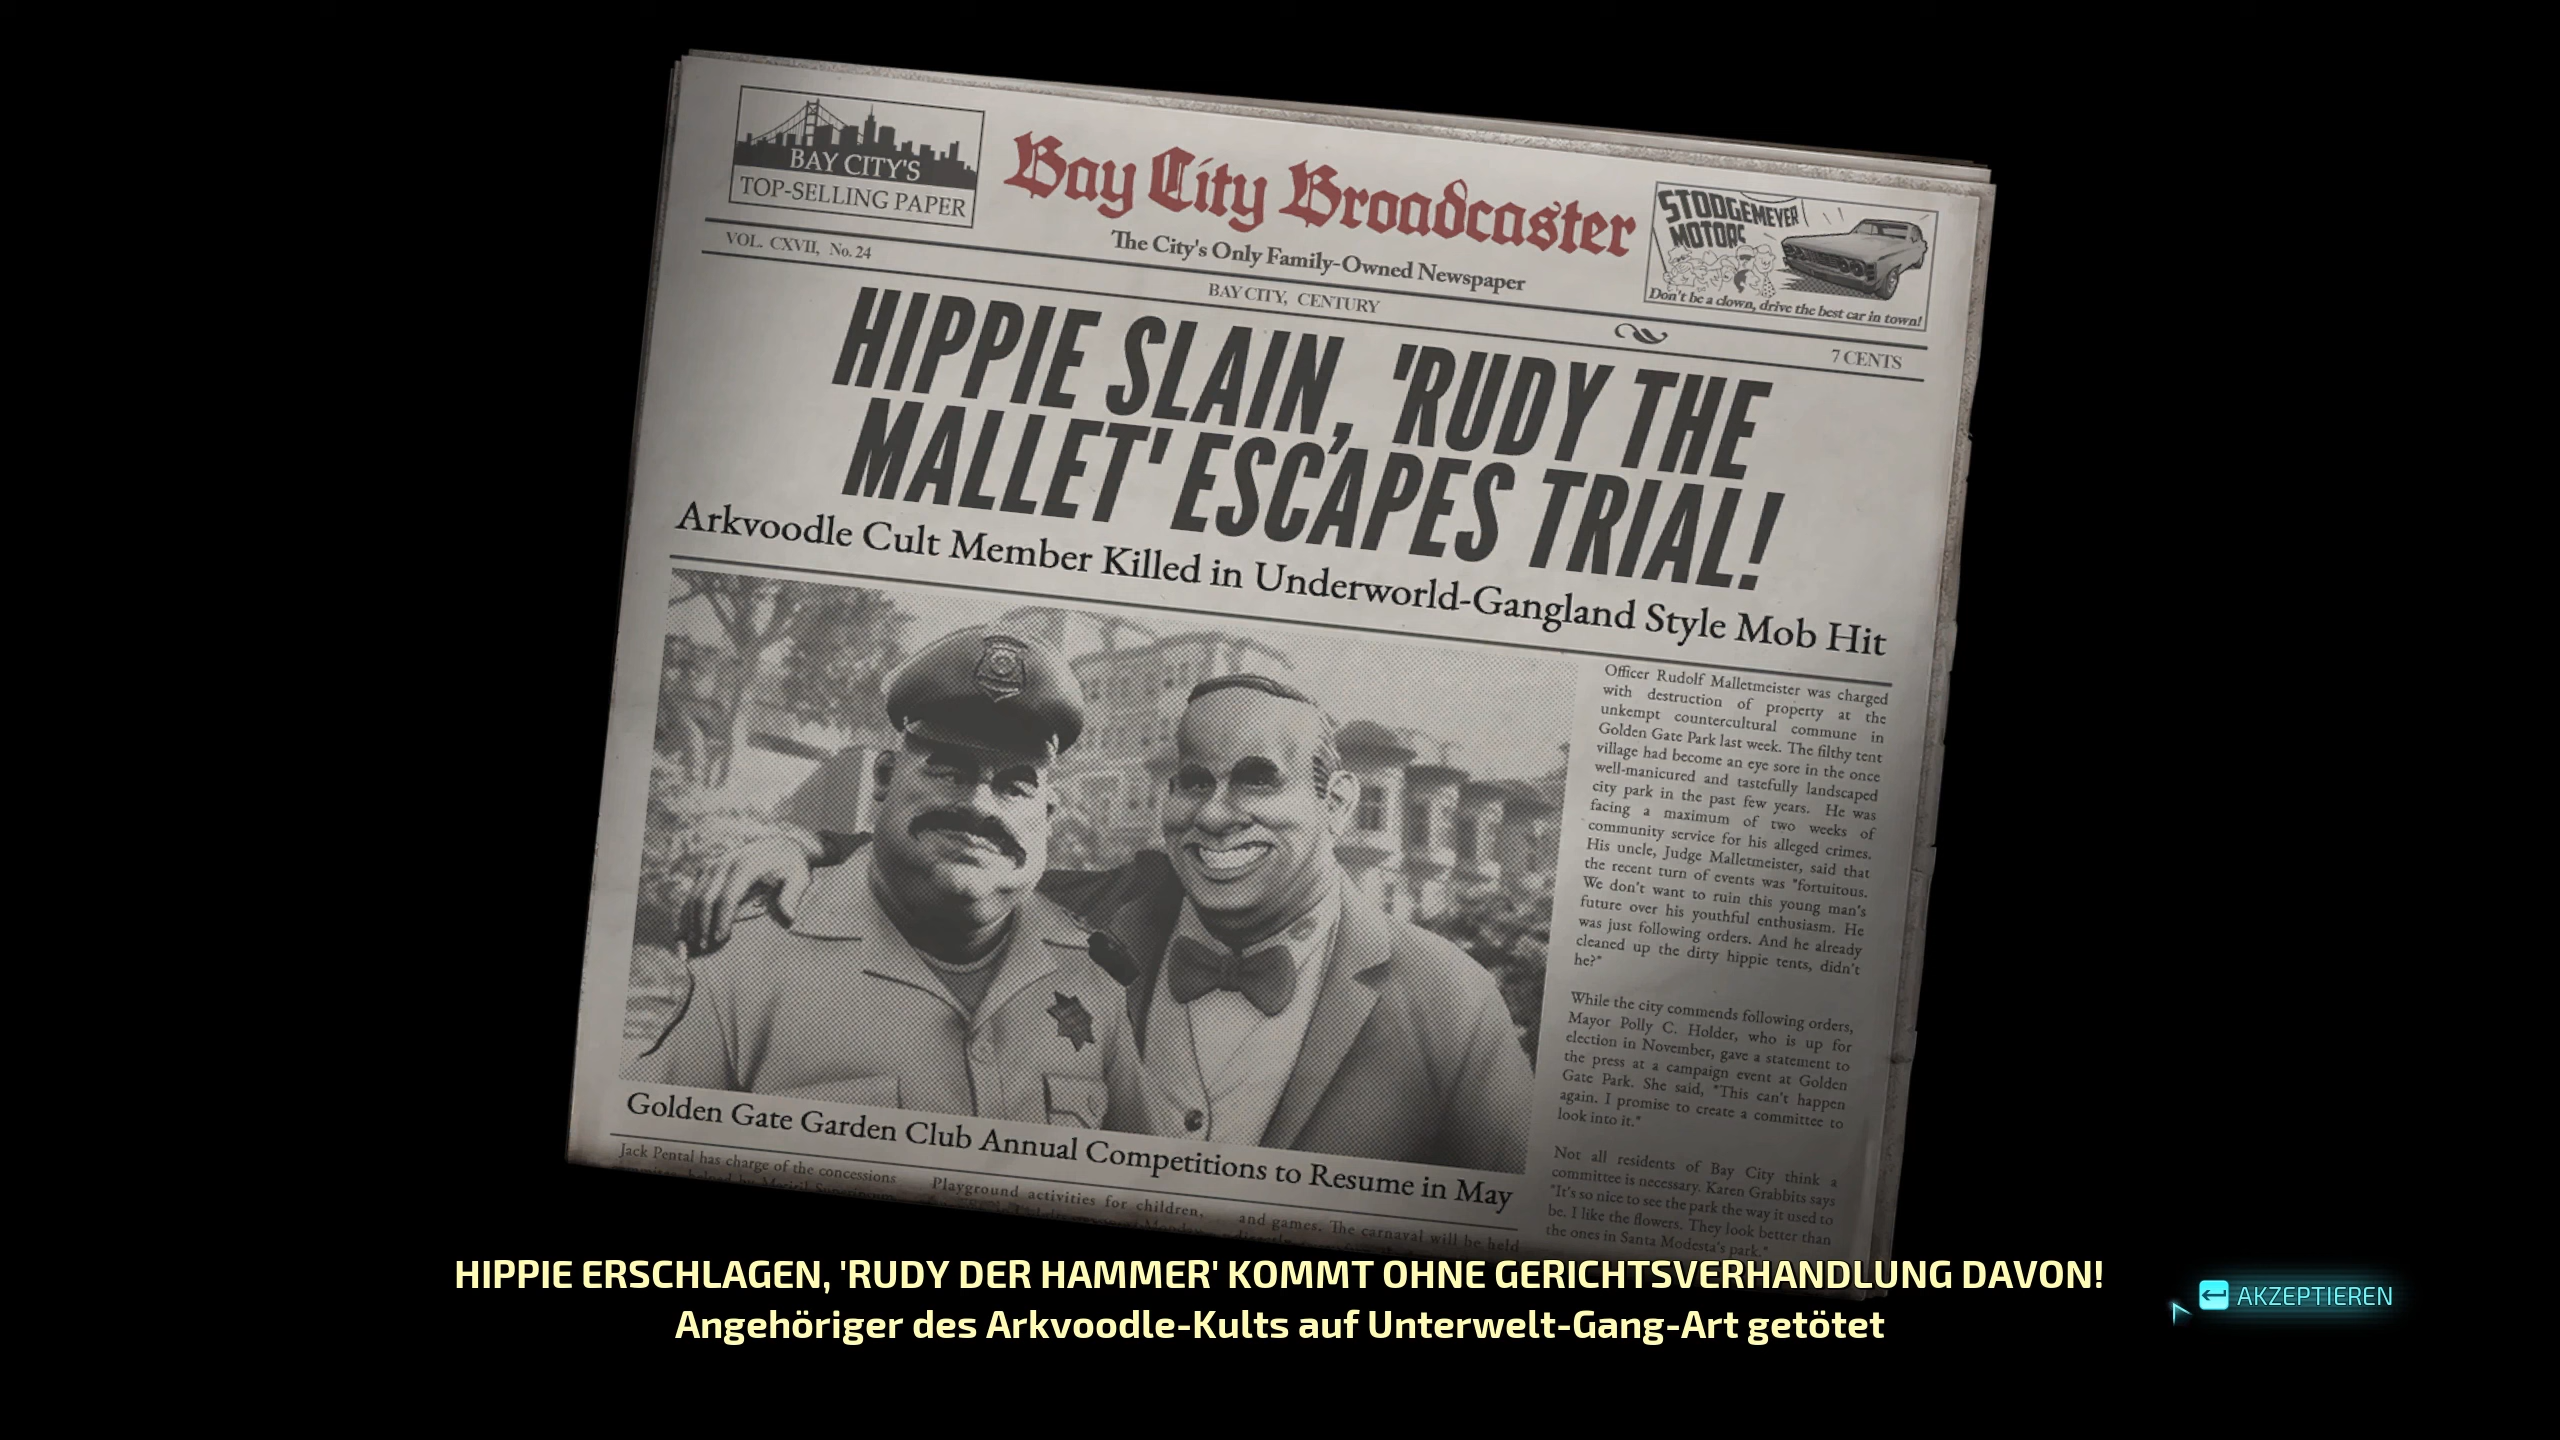 BAY CITY'S
TOP-SELLING PAPER
Bay City Broadcaster
The City's Only Family-Owned Newspaper
STODGEMEYER
MOTORS
Don't be a clown, drive the best car in town!
VOL. CXVII, No. 24
BAY CITY, CENTURY
7 CENTS
HIPPIE SLAIN, 'RUDY THE
MALLET' ESCAPES TRIAL!
Arkvoodle Cult Member Killed in Underworld-Gangland Style Mob Hit
Officer Rudolf Malletmeister was charged
with destruction of property at the
unkempt countercultural commune in
Golden Gate Park last week. The filthy tent
village had become an eye sore in the once
well-manicured and tastefully landscaped
city park in the past few years. He was
facing a maximum of two weeks of
community service for his alleged crimes.
His uncle, Judge Malletmeister, said that
the recent turn of events was "fortuitous.
We don't want to ruin this young man's
future over his youthful enthusiasm. He
was just following orders. And he already
cleaned up the dirty hippie tents, didn't
he?"
While the city commends following orders,
Mayor Polly C. Holder, who is up for
election in November, gave a statement to
the press at a campaign event at Golden
Gate Park. She said, "This can't happen
again. I promise to create a committee to
look into it."
Not all residents of Bay City think a
committee is necessary. Karen Grabbits says
"It's so nice to see the park the way it used to
be. I like the flowers. They look better than
the ones in Santa Modesta's park."
Golden Gate Garden Club Annual Competitions to Resume in May
Jack Pental has charge of the concessions
Playground activities for children,
and games. The carnaval will be held
HIPPIE ERSCHLAGEN, 'RUDY DER HAMMER' KOMMT OHNE GERICHTSVERHANDLUNG DAVON!
Angehöriger des Arkvoodle-Kults auf Unterwelt-Gang-Art getötet
AKZEPTIEREN